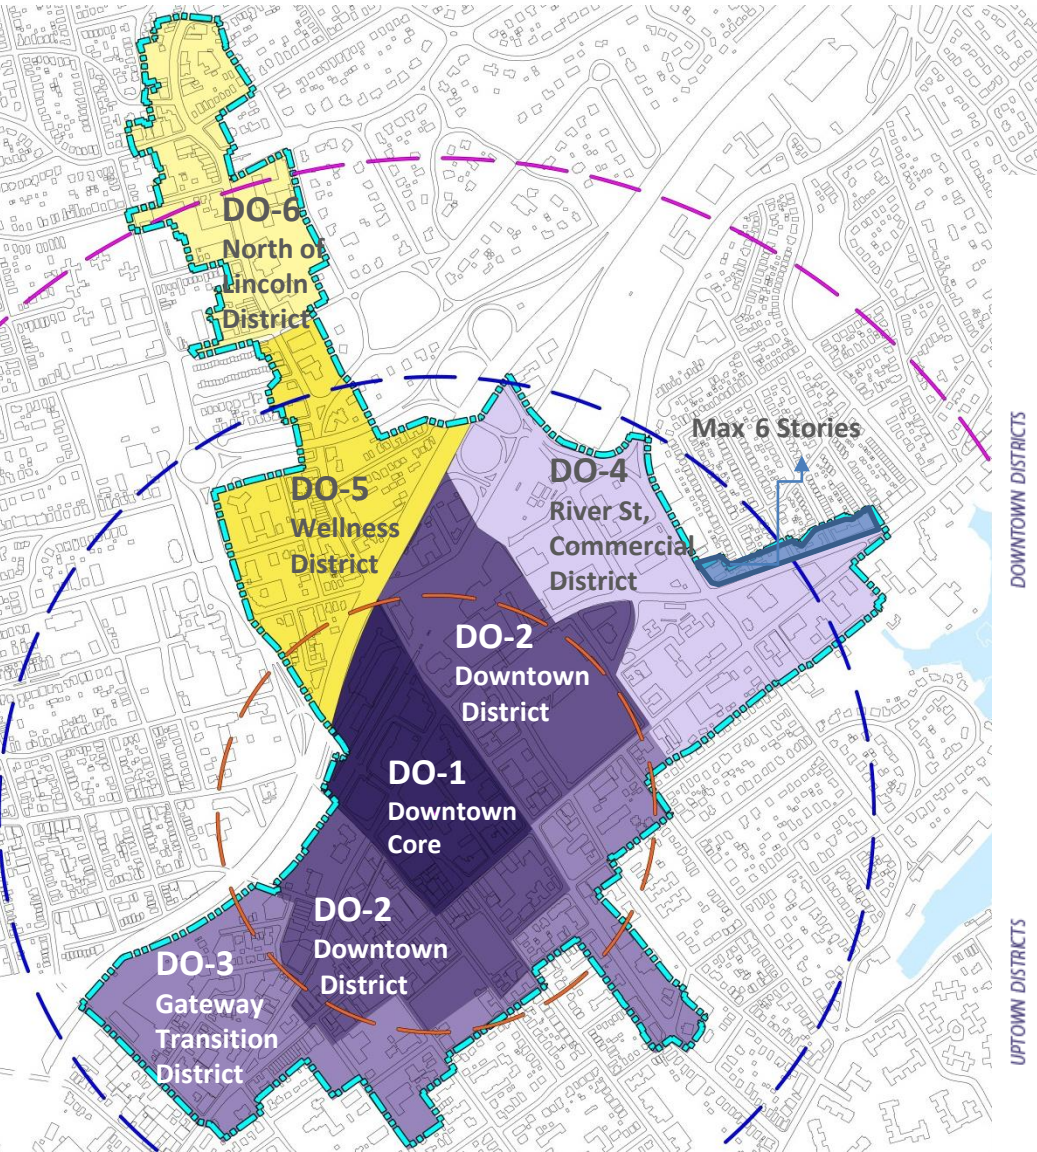 DO-6
North of
Lincoln
District
Max 6 Stories
DO-4
River St,
Commercial
District
DO-5
Wellness
District
DO-2
Downtown
District
DO-1
Downtown
Core
DO-2
Downtown
District
DO-3
Gateway
Transition
District
DOWNTOWN DISTRICTS
UPTOWN DISTRICTS